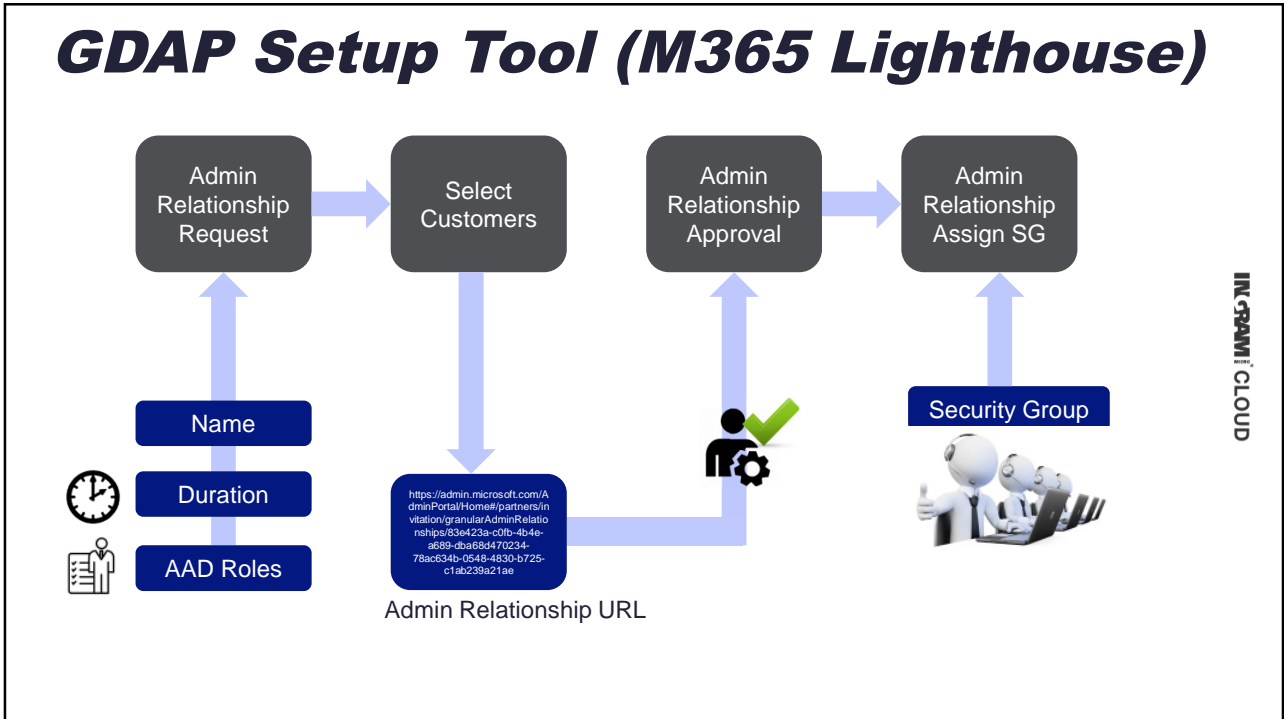 GDAP Setup Tool (M365 Lighthouse)
Admin
Relationship
Request
Select
Customers
Admin
Relationship
Approval
Admin
Relationship
Assign SG
Name
Duration
AAD Roles
https://admin.microsoft.com/A
dminPortal/Home#/partners/in
vitation/granularAdminRelatio
nships/83e423a-c0fb-4b4e-
a689-dba68d470234-
78ac634b-0548-4830-b725-
c1ab239a21ae
Admin Relationship URL
Security Group
INGRAM MICRO CLOUD